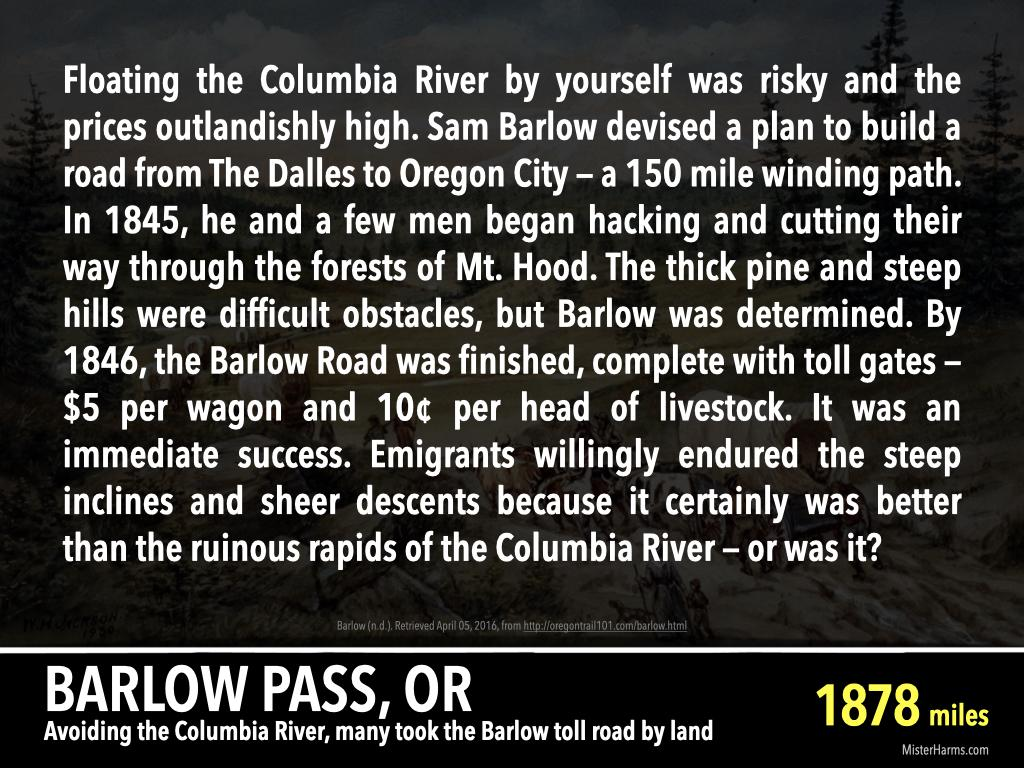 Floating the Columbia River by yourself was risky and the
prices outlandishly high. Sam Barlow devised a plan to build a
road from The Dalles to Oregon City – a 150 mile winding path.
In 1845, he and a few men began hacking and cutting their
way through the forests of Mt. Hood. The thick pine and steep
hills were difficult obstacles, but Barlow was determined. By
1846, the Barlow Road was finished, complete with toll gates –
$5 per wagon and 10¢ per head of livestock. It was an
immediate success. Emigrants willingly endured the steep
inclines and sheer descents because it certainly was better
than the ruinous rapids of the Columbia River – or was it?
W.H. JACKSON
1930
Barlow (n.d.). Retrieved April 05, 2016, from http://oregontrail101.com/barlow.html
BARLOW PASS, OR
Avoiding the Columbia River, many took the Barlow toll road by land
1878 miles
MisterHarms.com